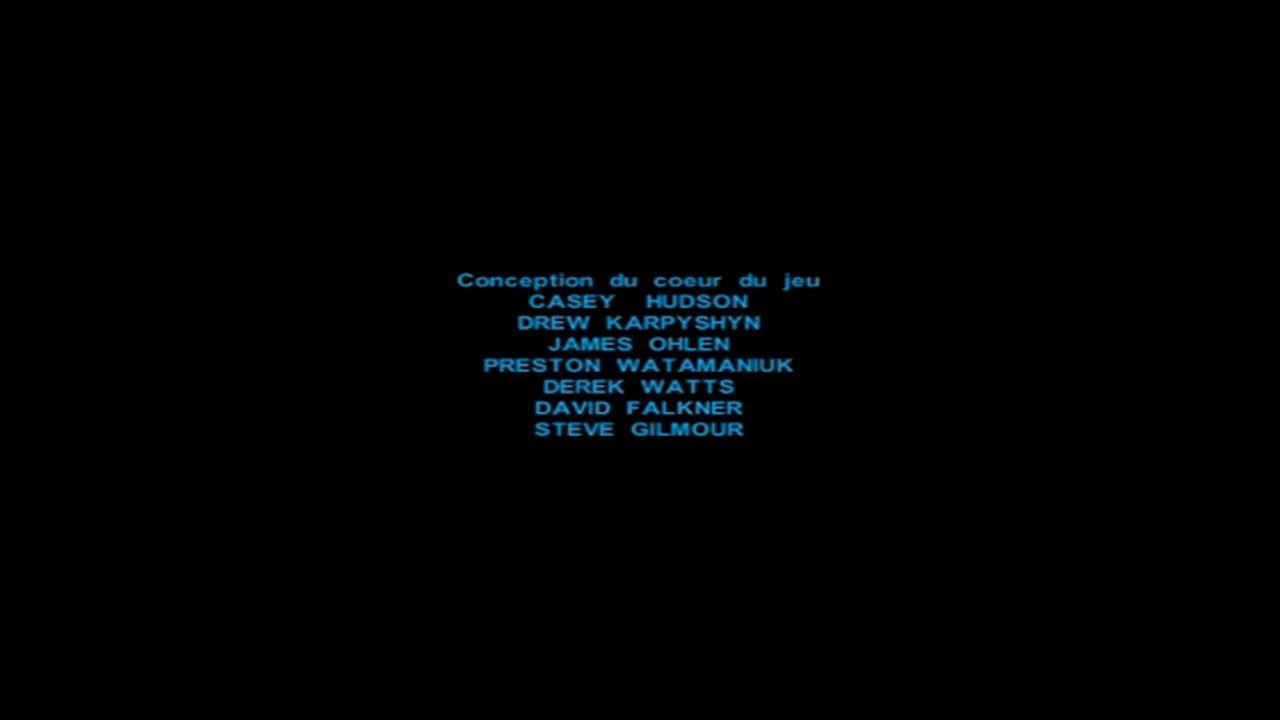 Conception du coeur du jeu
CASEY HUDSON
DREW KARPYSHYN
JAMES OHLEN
PRESTON WATAMANIUK
DEREK WATTS
DAVID FALKNER
STEVE GILMOUR